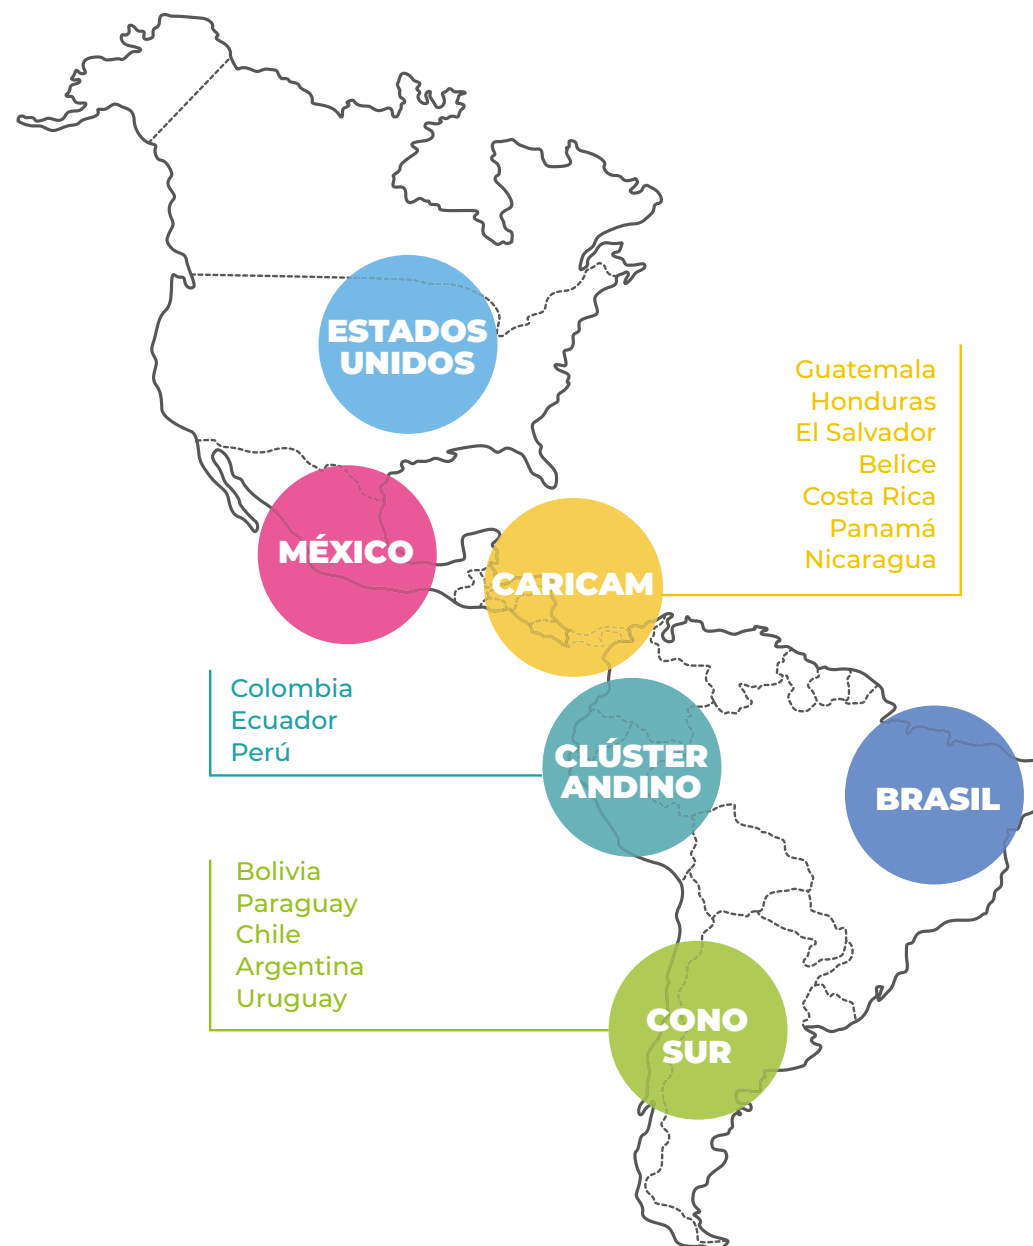 ESTADOS
UNIDOS
Guatemala
Honduras
El Salvador
Belice
Costa Rica
Panamá
Nicaragua
MÉXICO
CARICAM
Colombia
Ecuador
Perú
CLÚSTER
ANDINO
BRASIL
Bolivia
Paraguay
Chile
Argentina
Uruguay
CONO
SUR